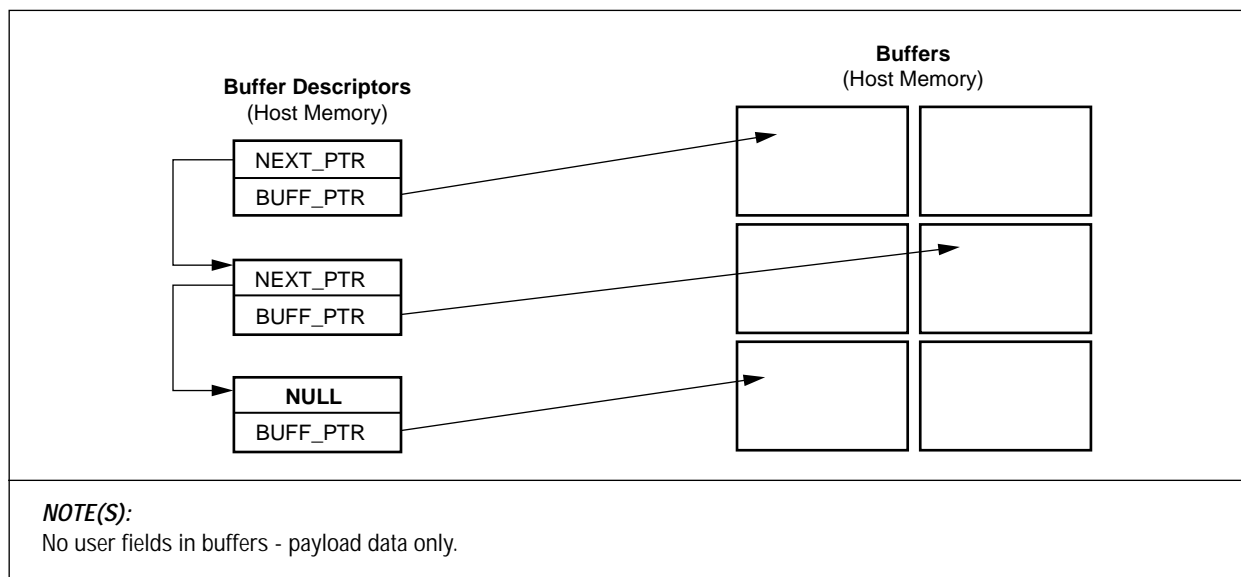 Buffer Descriptors
(Host Memory)
NEXT_PTR
BUFF_PTR
NEXT_PTR
BUFF_PTR
NULL
BUFF_PTR
Buffers
(Host Memory)
NOTE(S):
No user fields in buffers - payload data only.